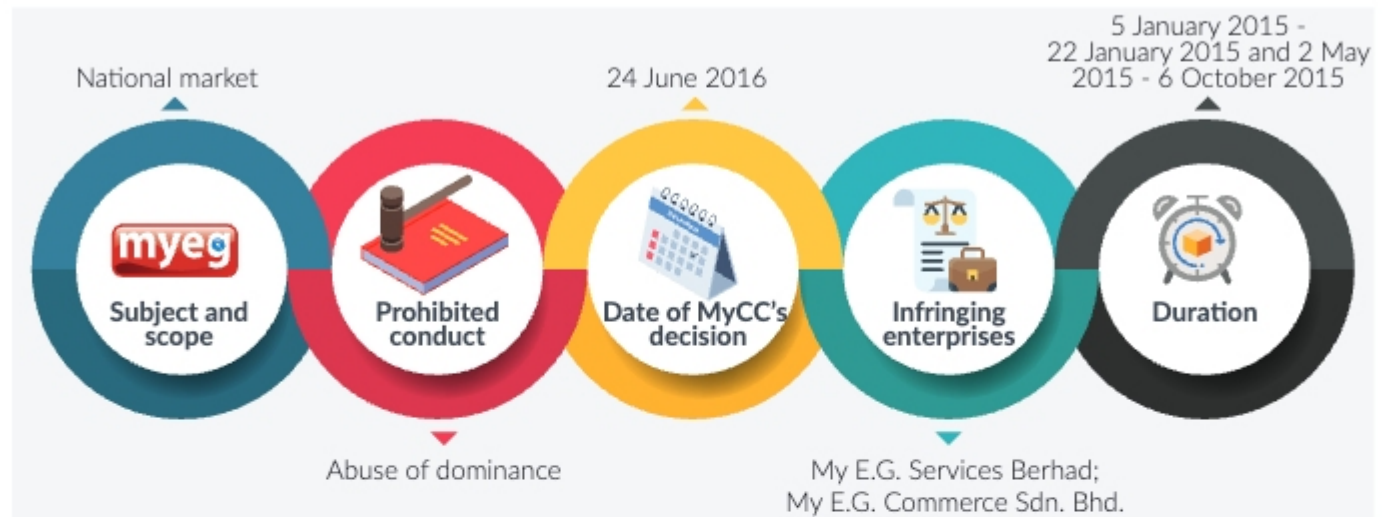 National market
myeg
Subject and
scope
Prohibited
conduct
Abuse of dominance
24 June 2016
Date of MyCC's
decision
Infringing
enterprises
My E.G. Services Berhad;
My E.G. Commerce Sdn. Bhd.
5 January 2015 -
22 January 2015 and 2 May
2015 - 6 October 2015
Duration